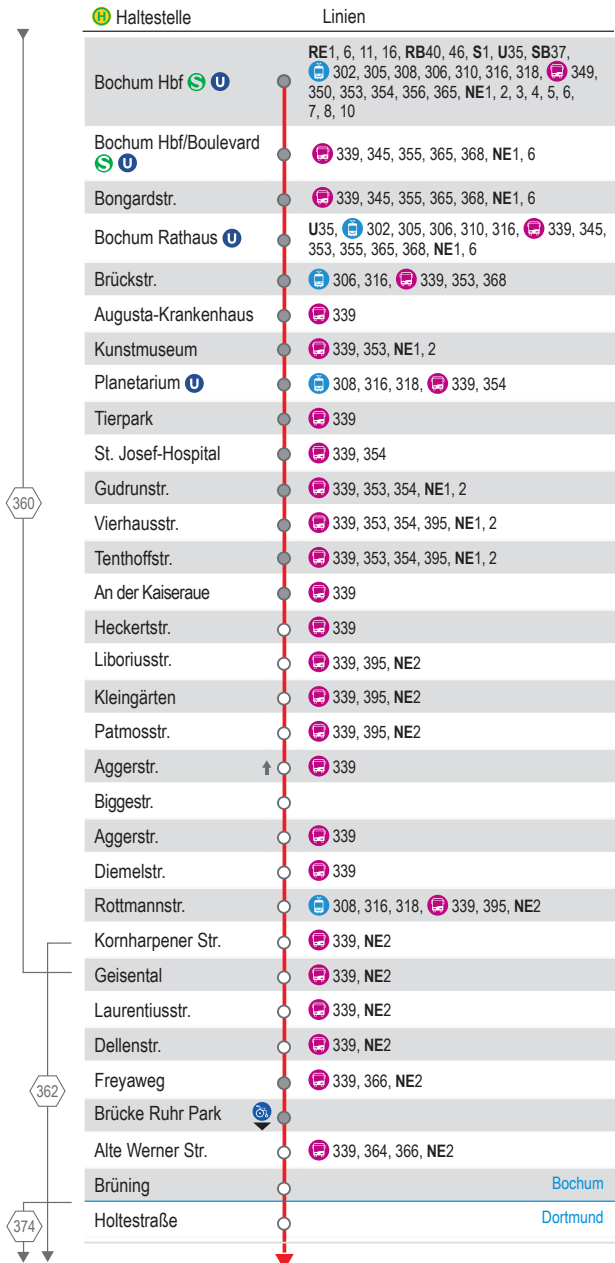 H Haltestelle Linien
Bochum Hbf S U RE1, 6, 11, 16, RB40, 46, S1, U35, SB37,
302, 305, 308, 306, 310, 316, 318, 349,
350, 353, 354, 356, 365, NE1, 2, 3, 4, 5, 6,
7, 8, 10
Bochum Hbf/Boulevard
S U 339, 345, 355, 365, 368, NE1, 6
Bongardstr. 339, 345, 355, 365, 368, NE1, 6
Bochum Rathaus U U35, 302, 305, 306, 310, 316, 339, 345,
353, 355, 365, 368, NE1, 6
Brückstr. 306, 316, 339, 353, 368
Augusta-Krankenhaus 339
Kunstmuseum 339, 353, NE1, 2
Planetarium U 308, 316, 318, 339, 354
Tierpark 339
St. Josef-Hospital 339, 354
Gudrunstr. 339, 353, 354, NE1, 2
360
Vierhausstr. 339, 353, 354, 395, NE1, 2
Tenthoffstr. 339, 353, 354, 395, NE1, 2
An der Kaiseraue 339
Heckertstr. 339
Liboriusstr. 339, 395, NE2
Kleingärten 339, 395, NE2
Patmosstr. 339, 395, NE2
Aggerstr. 339
Biggestr.
Aggerstr. 339
Diemelstr. 339
Rottmannstr. 308, 316, 318, 339, 395, NE2
Kornharpener Str. 339, NE2
Geisental 339, NE2
Laurentiusstr. 339, NE2
Dellenstr. 339, NE2
Freyaweg 339, 366, NE2
362
Brücke Ruhr Park
Alte Werner Str. 339, 364, 366, NE2
Brüning Bochum
374 Holtestraße Dortmund